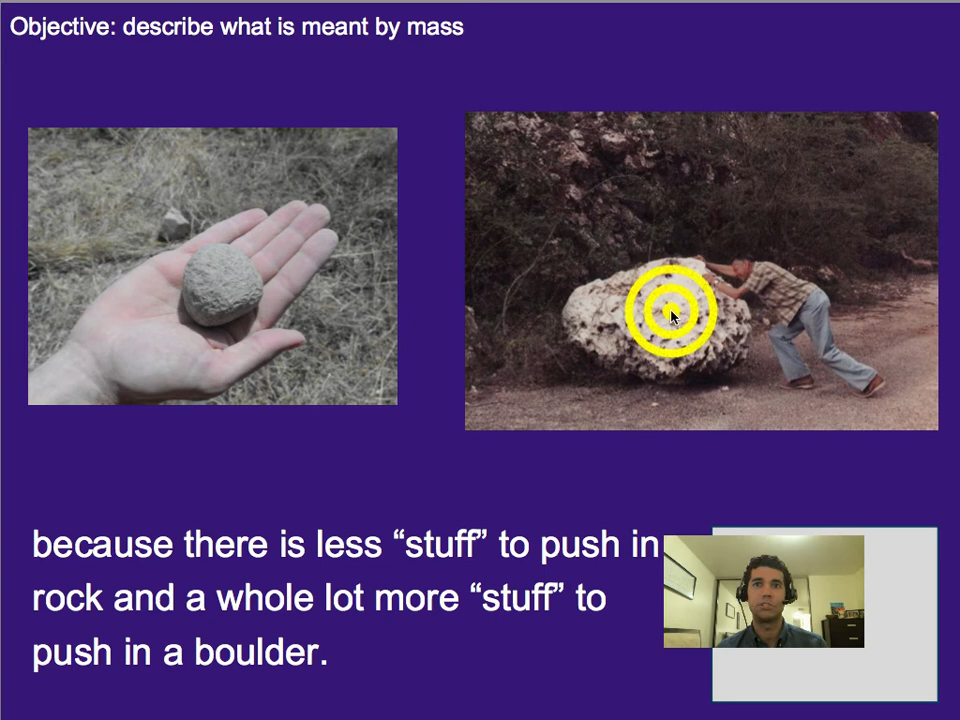 Objective: describe what is meant by mass
because there is less “stuff” to push in
rock and a whole lot more “stuff” to
push in a boulder.